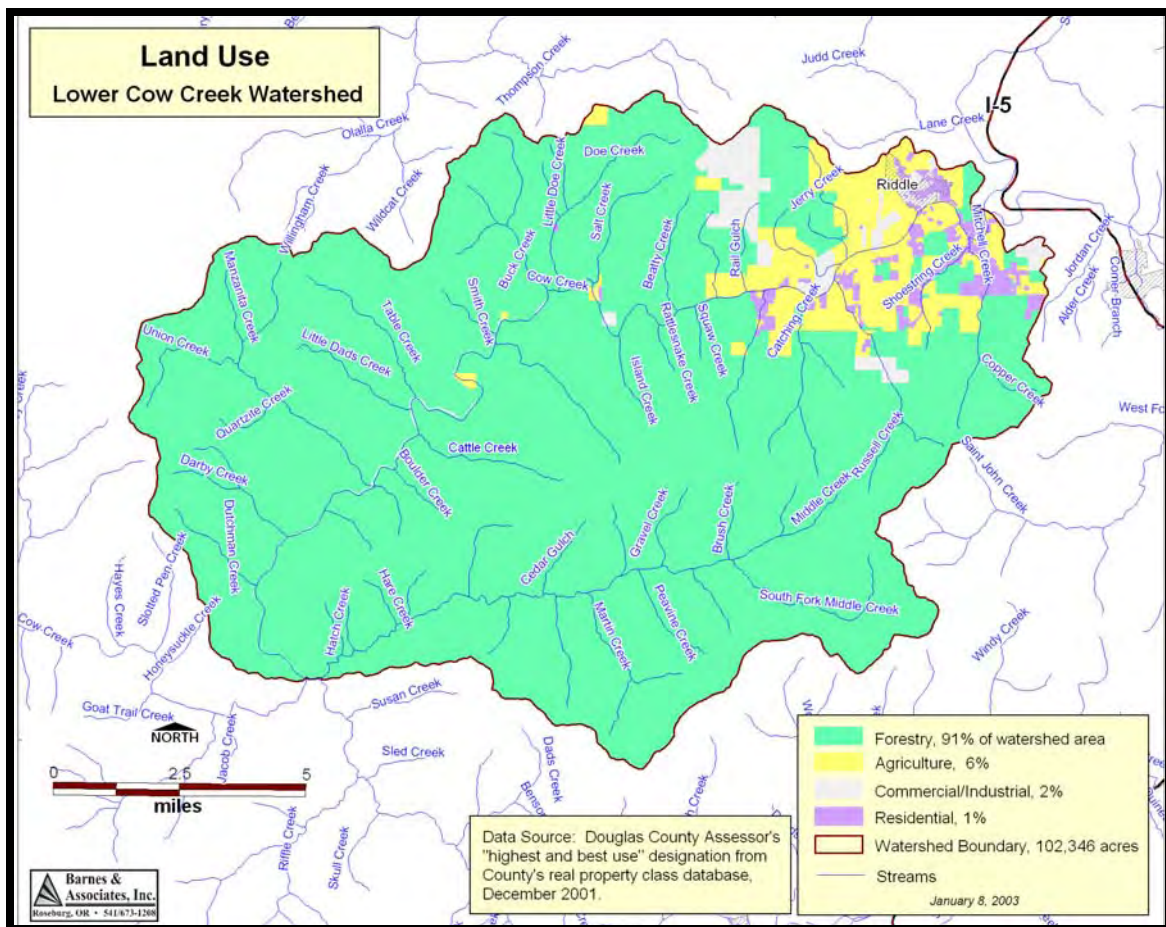 Land Use
Lower Cow Creek Watershed
Thompson Creek
Judd Creek
I-5
Lane Creek
Olalla Creek
Willingham Creek
Wildcat Creek
Doe Creek
Little Doe Creek
Salt Creek
Jerry Creek
Riddle
Mitchell Creek
Jordan Creek
Alder Creek
Comer Branch
Manzanita Creek
Buck Creek
Cow Creek
Beatty Creek
Rail Gulch
Shoestring Creek
Smith Creek
Table Creek
Union Creek
Little Dads Creek
Island Creek
Rattlesnake Creek
Squaw Creek
Catching Creek
Copper Creek
Quartzite Creek
Cattle Creek
Russell Creek
West Fo
Darby Creek
Boulder Creek
Saint John Creek
Middle Creek
Dutchman Creek
Gravel Creek
Brush Creek
Cedar Gulch
Hayes Creek
Slotted Pen Creek
Hare Creek
Hatch Creek
Martin Creek
Peavine Creek
South Fork Middle Creek
Cow Creek
Honeysuckle Creek
Windy Creek
Susan Creek
Goat Trail Creek
NORTH
Jacob Creek
Sled Creek
Dads Creek
0 2.5 5
miles
Riffle Creek
Skull Creek
Forestry, 91% of watershed area
Agriculture, 6%
Commercial/Industrial, 2%
Residential, 1%
Watershed Boundary, 102,346 acres
Streams
January 8, 2003
Data Source: Douglas County Assessor's
"highest and best use" designation from
County's real property class database,
December 2001.
Barnes &
Associates, Inc.
Roseburg, OR • 541/673-1208